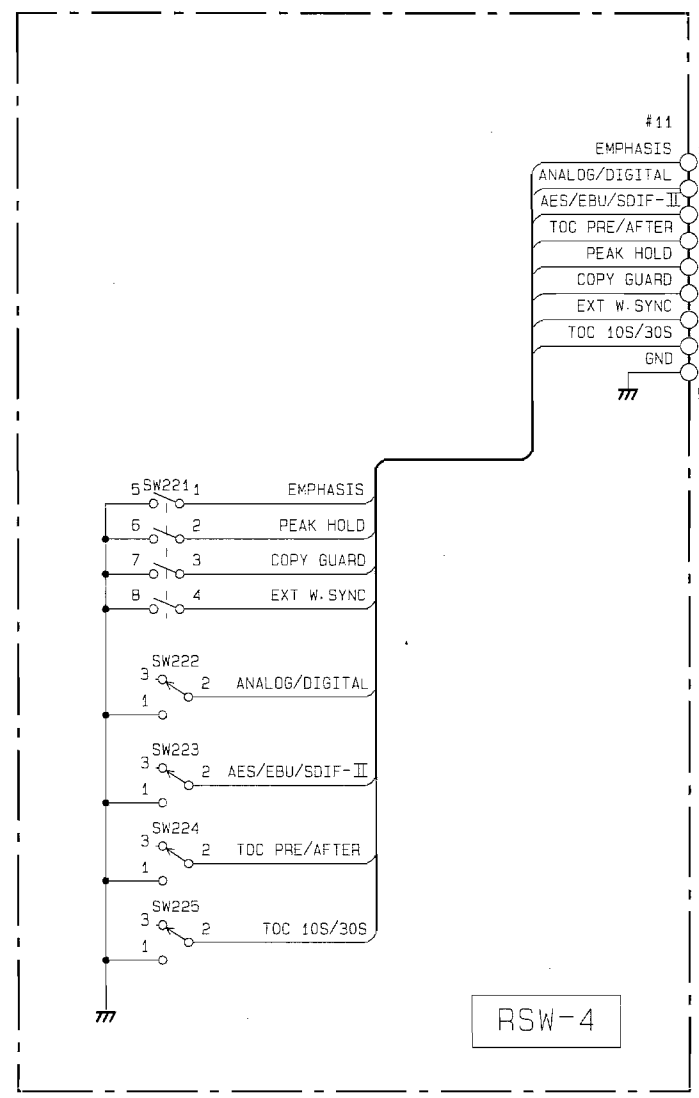 #11
EMPHASIS
ANALOG/DIGITAL
AES/EBU/SDIF-II
TOC PRE/AFTER
PEAK HOLD
COPY GUARD
EXT W.SYNC
TOC 10S/30S
GND
5 SW221 1 EMPHASIS
6 2 PEAK HOLD
7 3 COPY GUARD
8 4 EXT W.SYNC
SW222
3 2 ANALOG/DIGITAL
1
SW223
3 2 AES/EBU/SDIF-II
1
SW224
3 2 TOC PRE/AFTER
1
SW225
3 2 TOC 10S/30S
1
RSW-4